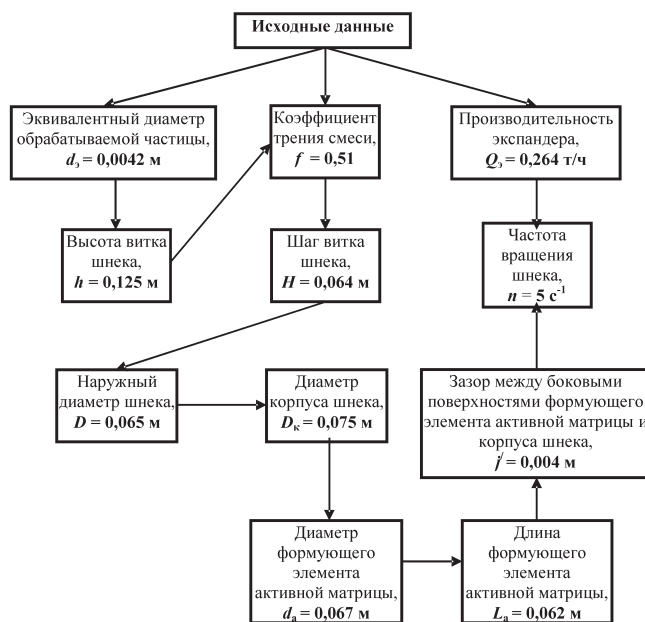 Исходные данные
Эквивалентный диаметр
обрабатываемой частицы,
dэ = 0,0042 м
Коэффициент
трения смеси,
f = 0,51
Производительность
экспандера,
Qэ = 0,264 т/ч
Высота витка
шнека,
h = 0,125 м
Шаг витка
шнека,
H = 0,064 м
Частота
вращения
шнека,
n = 5 с⁻¹
Наружный
диаметр шнека,
D = 0,065 м
Диаметр
корпуса шнека,
Dк = 0,075 м
Зазор между боковыми
поверхностями формующего
элемента активной матрицы и
корпуса шнека,
j′ = 0,004 м
Диаметр
формующего
элемента
активной матрицы,
dа = 0,067 м
Длина
формующего
элемента
активной матрицы,
Lа = 0,062 м